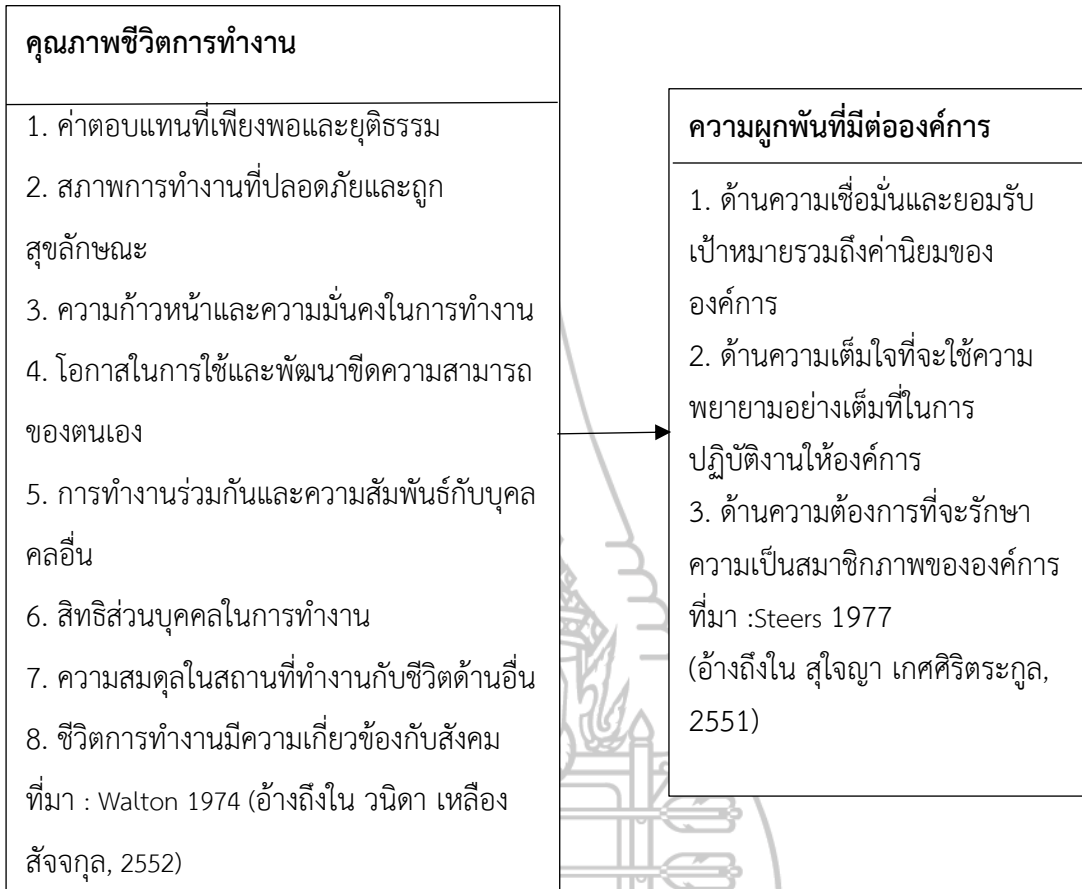 คุณภาพชีวิตการทำงาน
1. ค่าตอบแทนที่เพียงพอและยุติธรรม
2. สภาพการทำงานที่ปลอดภัยและถูก
สุขลักษณะ
3. ความก้าวหน้าและความมั่นคงในการทำงาน
4. โอกาสในการใช้และพัฒนาขีดความสามารถ
ของตนเอง
5. การทำงานร่วมกันและความสัมพันธ์กับบุคล
คลอื่น
6. สิทธิส่วนบุคคลในการทำงาน
7. ความสมดุลในสถานที่ทำงานกับชีวิตด้านอื่น
8. ชีวิตการทำงานมีความเกี่ยวข้องกับสังคม
ที่มา : Walton 1974 (อ้างถึงใน วนิดา เหลือง
สัจจกุล, 2552)
ความผูกพันที่มีต่อองค์การ
1. ด้านความเชื่อมั่นและยอมรับ
เป้าหมายรวมถึงค่านิยมของ
องค์การ
2. ด้านความเต็มใจที่จะใช้ความ
พยายามอย่างเต็มที่ในการ
ปฏิบัติงานให้องค์การ
3. ด้านความต้องการที่จะรักษา
ความเป็นสมาชิกภาพขององค์การ
ที่มา :Steers 1977
(อ้างถึงใน สุใจญา เกศศิริตระกูล,
2551)